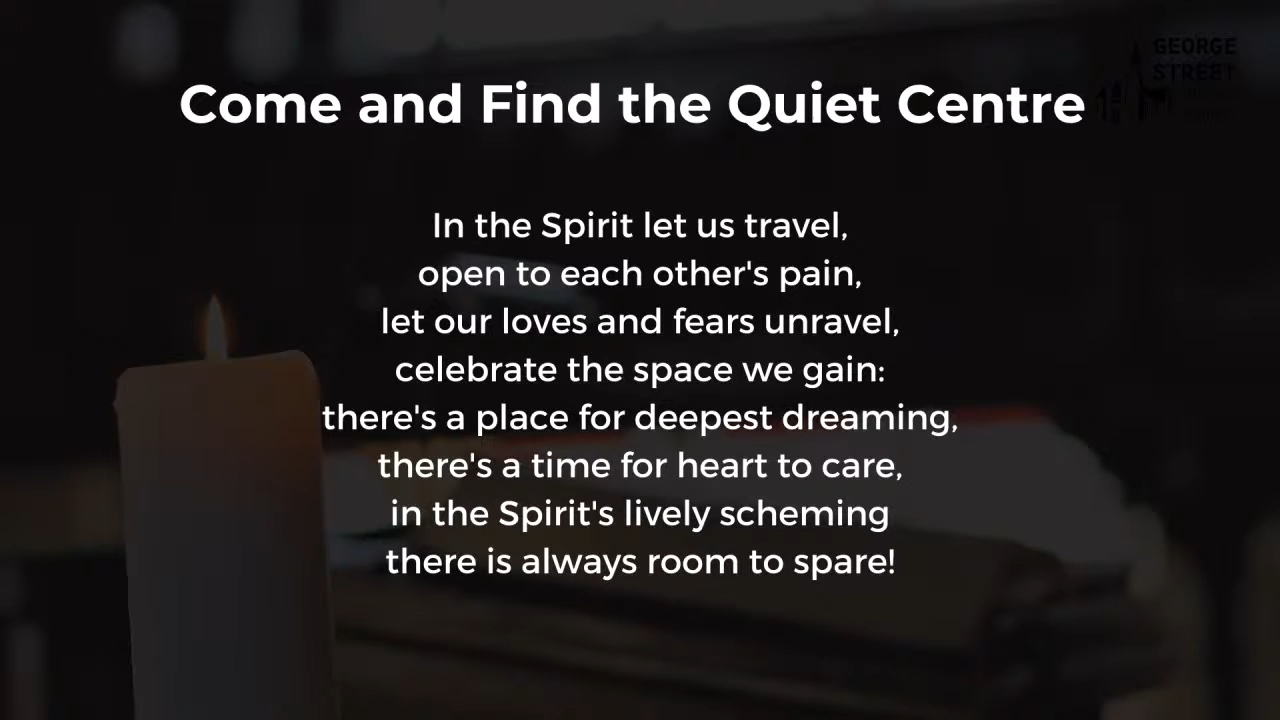 GEORGE
STREET
Come and Find the Quiet Centre
In the Spirit let us travel,
open to each other's pain,
let our loves and fears unravel,
celebrate the space we gain:
there's a place for deepest dreaming,
there's a time for heart to care,
in the Spirit's lively scheming
there is always room to spare!